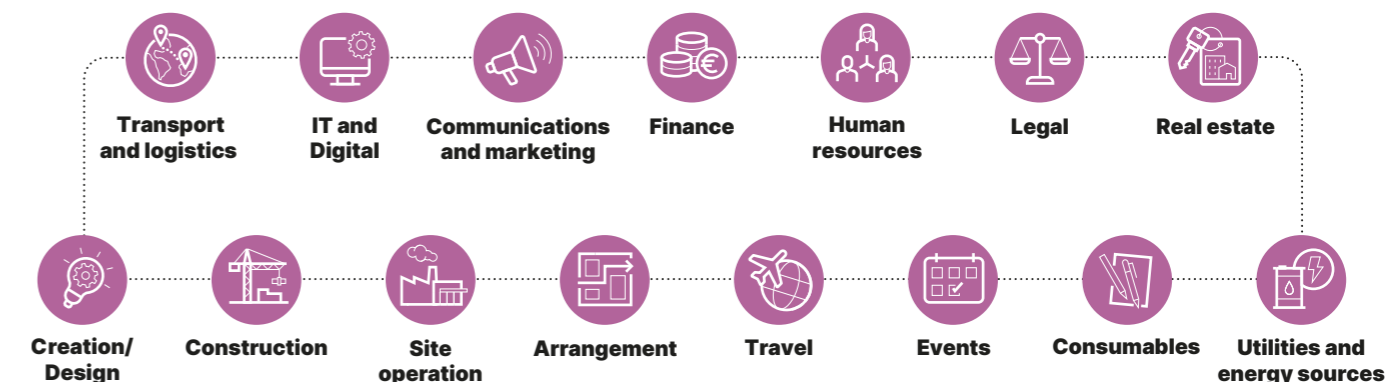 Transport
and logistics
IT and
Digital
Communications
and marketing
Finance
Human
resources
Legal
Real estate
Creation/
Design
Construction
Site
operation
Arrangement
Travel
Events
Consumables
Utilities and
energy sources